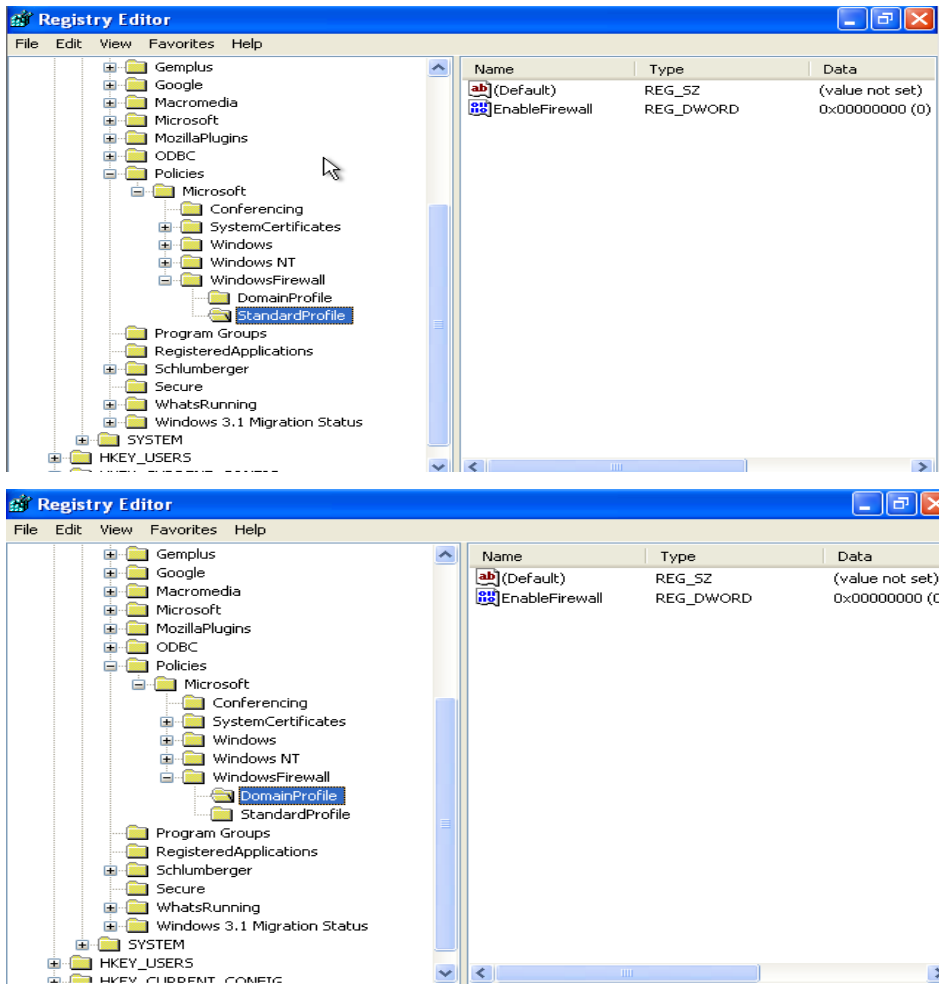 Registry Editor
File Edit View Favorites Help
Gemplus
Google
Macromedia
Microsoft
MozillaPlugins
ODBC
Policies
Microsoft
Conferencing
SystemCertificates
Windows
Windows NT
WindowsFirewall
DomainProfile
StandardProfile
Program Groups
RegisteredApplications
Schlumberger
Secure
WhatsRunning
Windows 3.1 Migration Status
SYSTEM
HKEY_USERS
Name Type Data
(Default) REG_SZ (value not set)
EnableFirewall REG_DWORD 0x00000000 (0)
Registry Editor
File Edit View Favorites Help
Gemplus
Google
Macromedia
Microsoft
MozillaPlugins
ODBC
Policies
Microsoft
Conferencing
SystemCertificates
Windows
Windows NT
WindowsFirewall
DomainProfile
StandardProfile
Program Groups
RegisteredApplications
Schlumberger
Secure
WhatsRunning
Windows 3.1 Migration Status
SYSTEM
HKEY_USERS
HKEY_CURRENT_CONFIG
Name Type Data
(Default) REG_SZ (value not set)
EnableFirewall REG_DWORD 0x00000000 (0